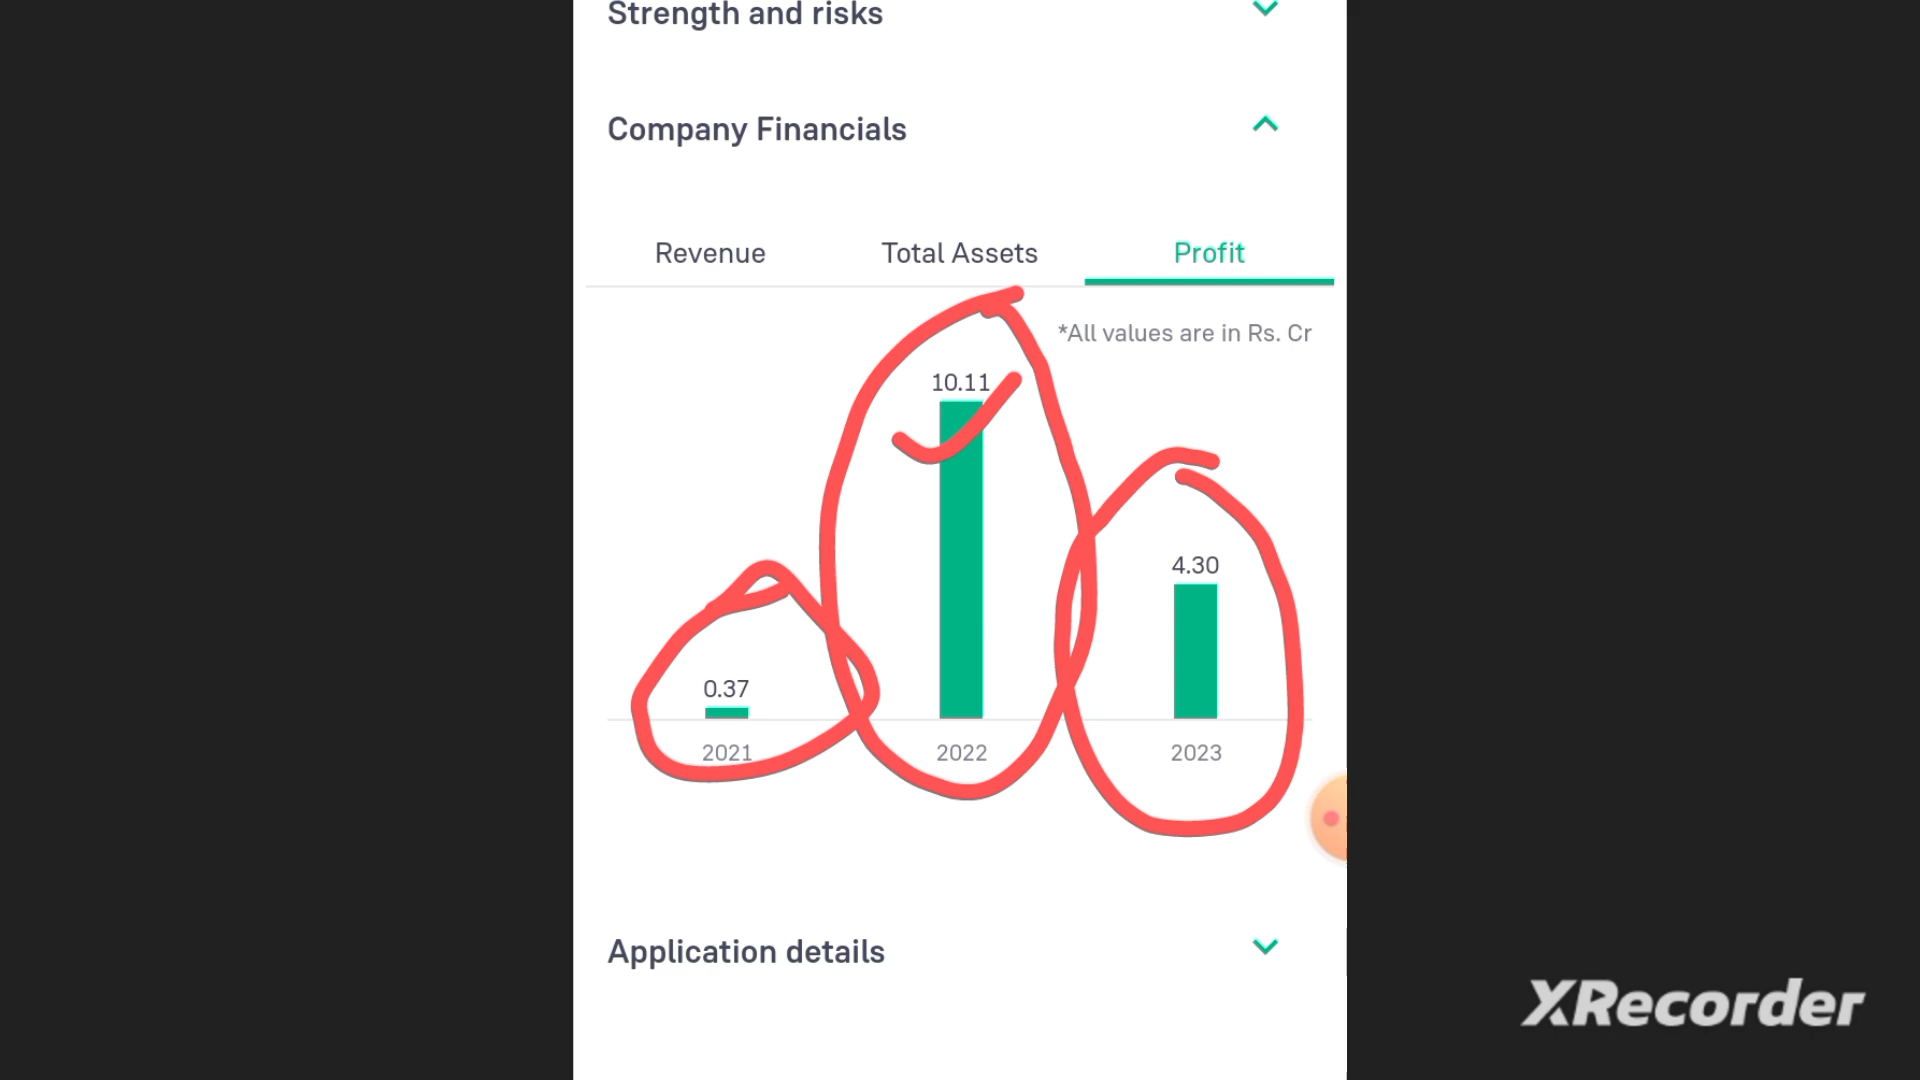 Strength and risks
Company Financials
Revenue Total Assets Profit
*All values are in Rs. Cr
10.11
4.30
0.37
2021 2022 2023
Application details
XRecorder